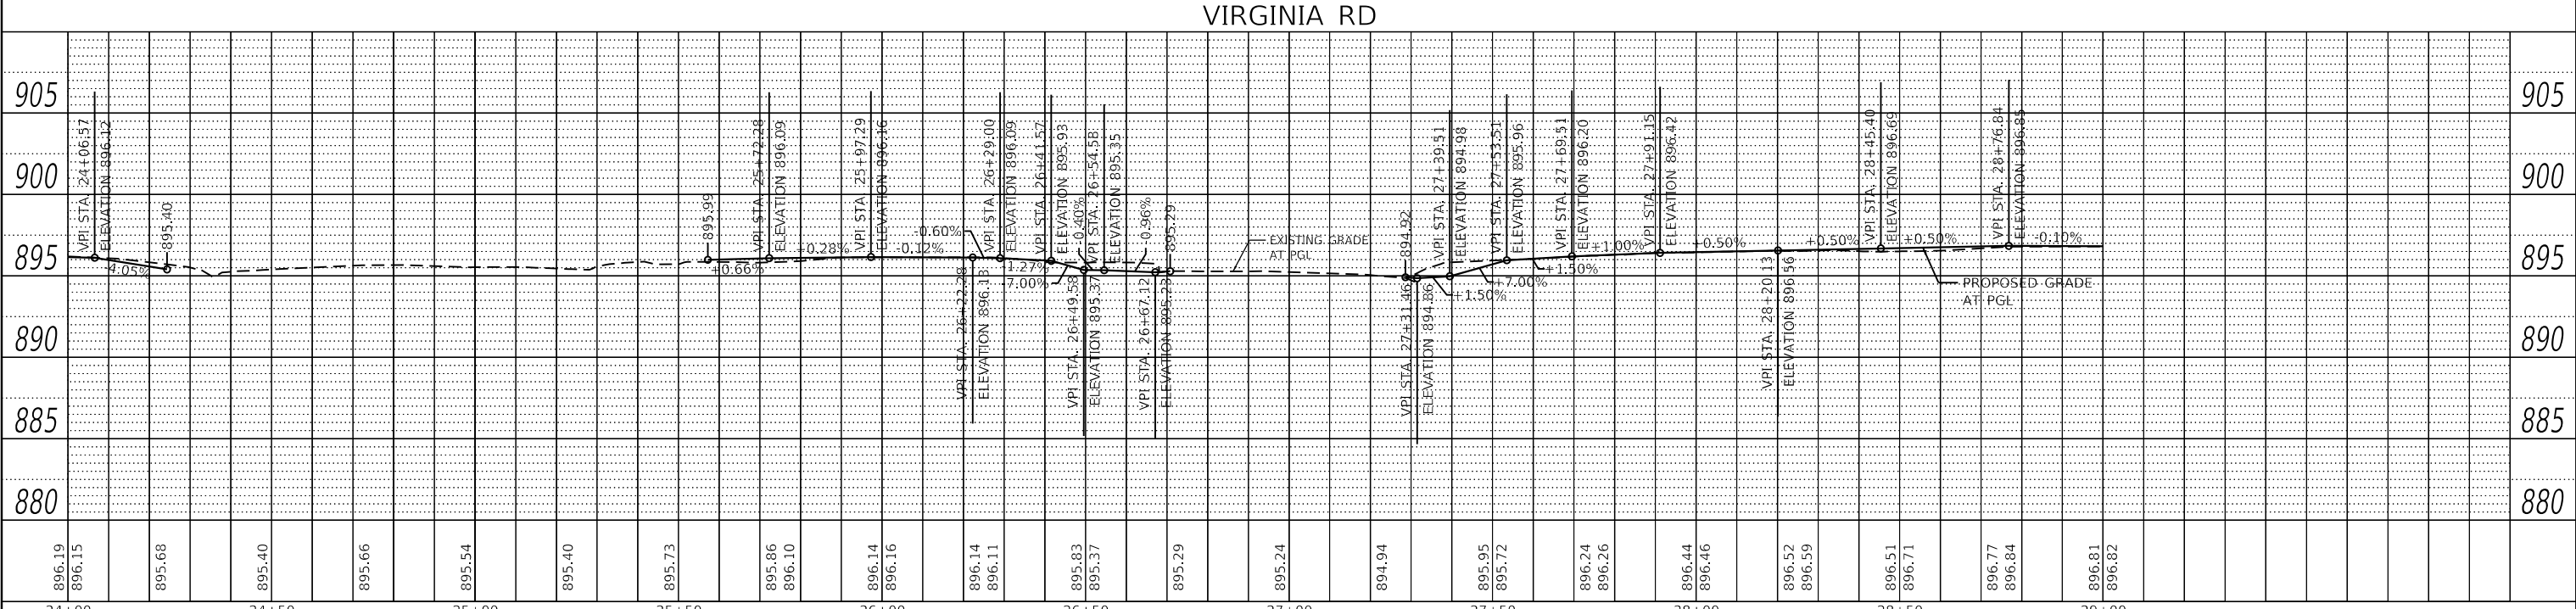 VIRGINIA RD
905
905
900
900
895
895
890
890
885
885
880
880
VPI STA. 24+06.57
ELEVATION 896.12
-4.05%
895.40
895.99
+0.66%
VPI STA. 25+72.28
ELEVATION 896.09
+0.28%
VPI STA. 25+97.29
ELEVATION 896.16
-0.12%
VPI STA. 26+22.28
ELEVATION 896.13
-0.60%
VPI STA. 26+29.00
ELEVATION 896.09
-1.27%
VPI STA. 26+41.57
ELEVATION 895.93
-7.00%
VPI STA. 26+49.58
ELEVATION 895.37
-0.40%
VPI STA. 26+54.58
ELEVATION 895.35
-0.96%
VPI STA. 26+67.12
ELEVATION 895.23
895.29
EXISTING GRADE
AT PGL
894.92
VPI STA. 27+31.46
ELEVATION 894.86
+1.50%
VPI STA. 27+39.51
ELEVATION 894.98
+7.00%
VPI STA. 27+53.51
ELEVATION 895.96
+1.50%
VPI STA. 27+69.51
ELEVATION 896.20
+1.00%
VPI STA. 27+91.15
ELEVATION 896.42
+0.50%
VPI STA. 28+20.13
ELEVATION 896.56
+0.50%
VPI STA. 28+45.40
ELEVATION 896.69
+0.50%
VPI STA. 28+76.84
ELEVATION 896.85
-0.10%
PROPOSED GRADE
AT PGL
896.19
896.15
895.68
895.40
895.66
895.54
895.40
895.73
895.86
896.10
896.14
896.16
896.14
896.11
895.83
895.37
895.29
895.24
894.94
895.95
895.72
896.24
896.26
896.44
896.46
896.52
896.59
896.51
896.71
896.77
896.84
896.81
896.82